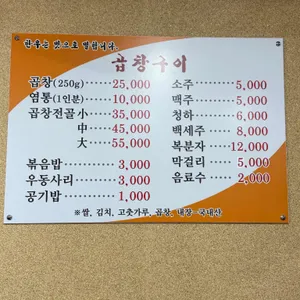 한우는 맛으로 말합니다.
곱창구이
곱창(250g)········25,000
염통(1인분)········10,000
곱창전골 小·······35,000
中·······45,000
大·······55,000
볶음밥············3,000
우동사리··········3,000
공기밥············1,000
소주··········5,000
맥주··········5,000
청하··········6,000
백세주········8,000
복분자·······12,000
막걸리········5,000
음료수········2,000
※쌀, 김치, 고춧가루, 곱창, 내장 국내산